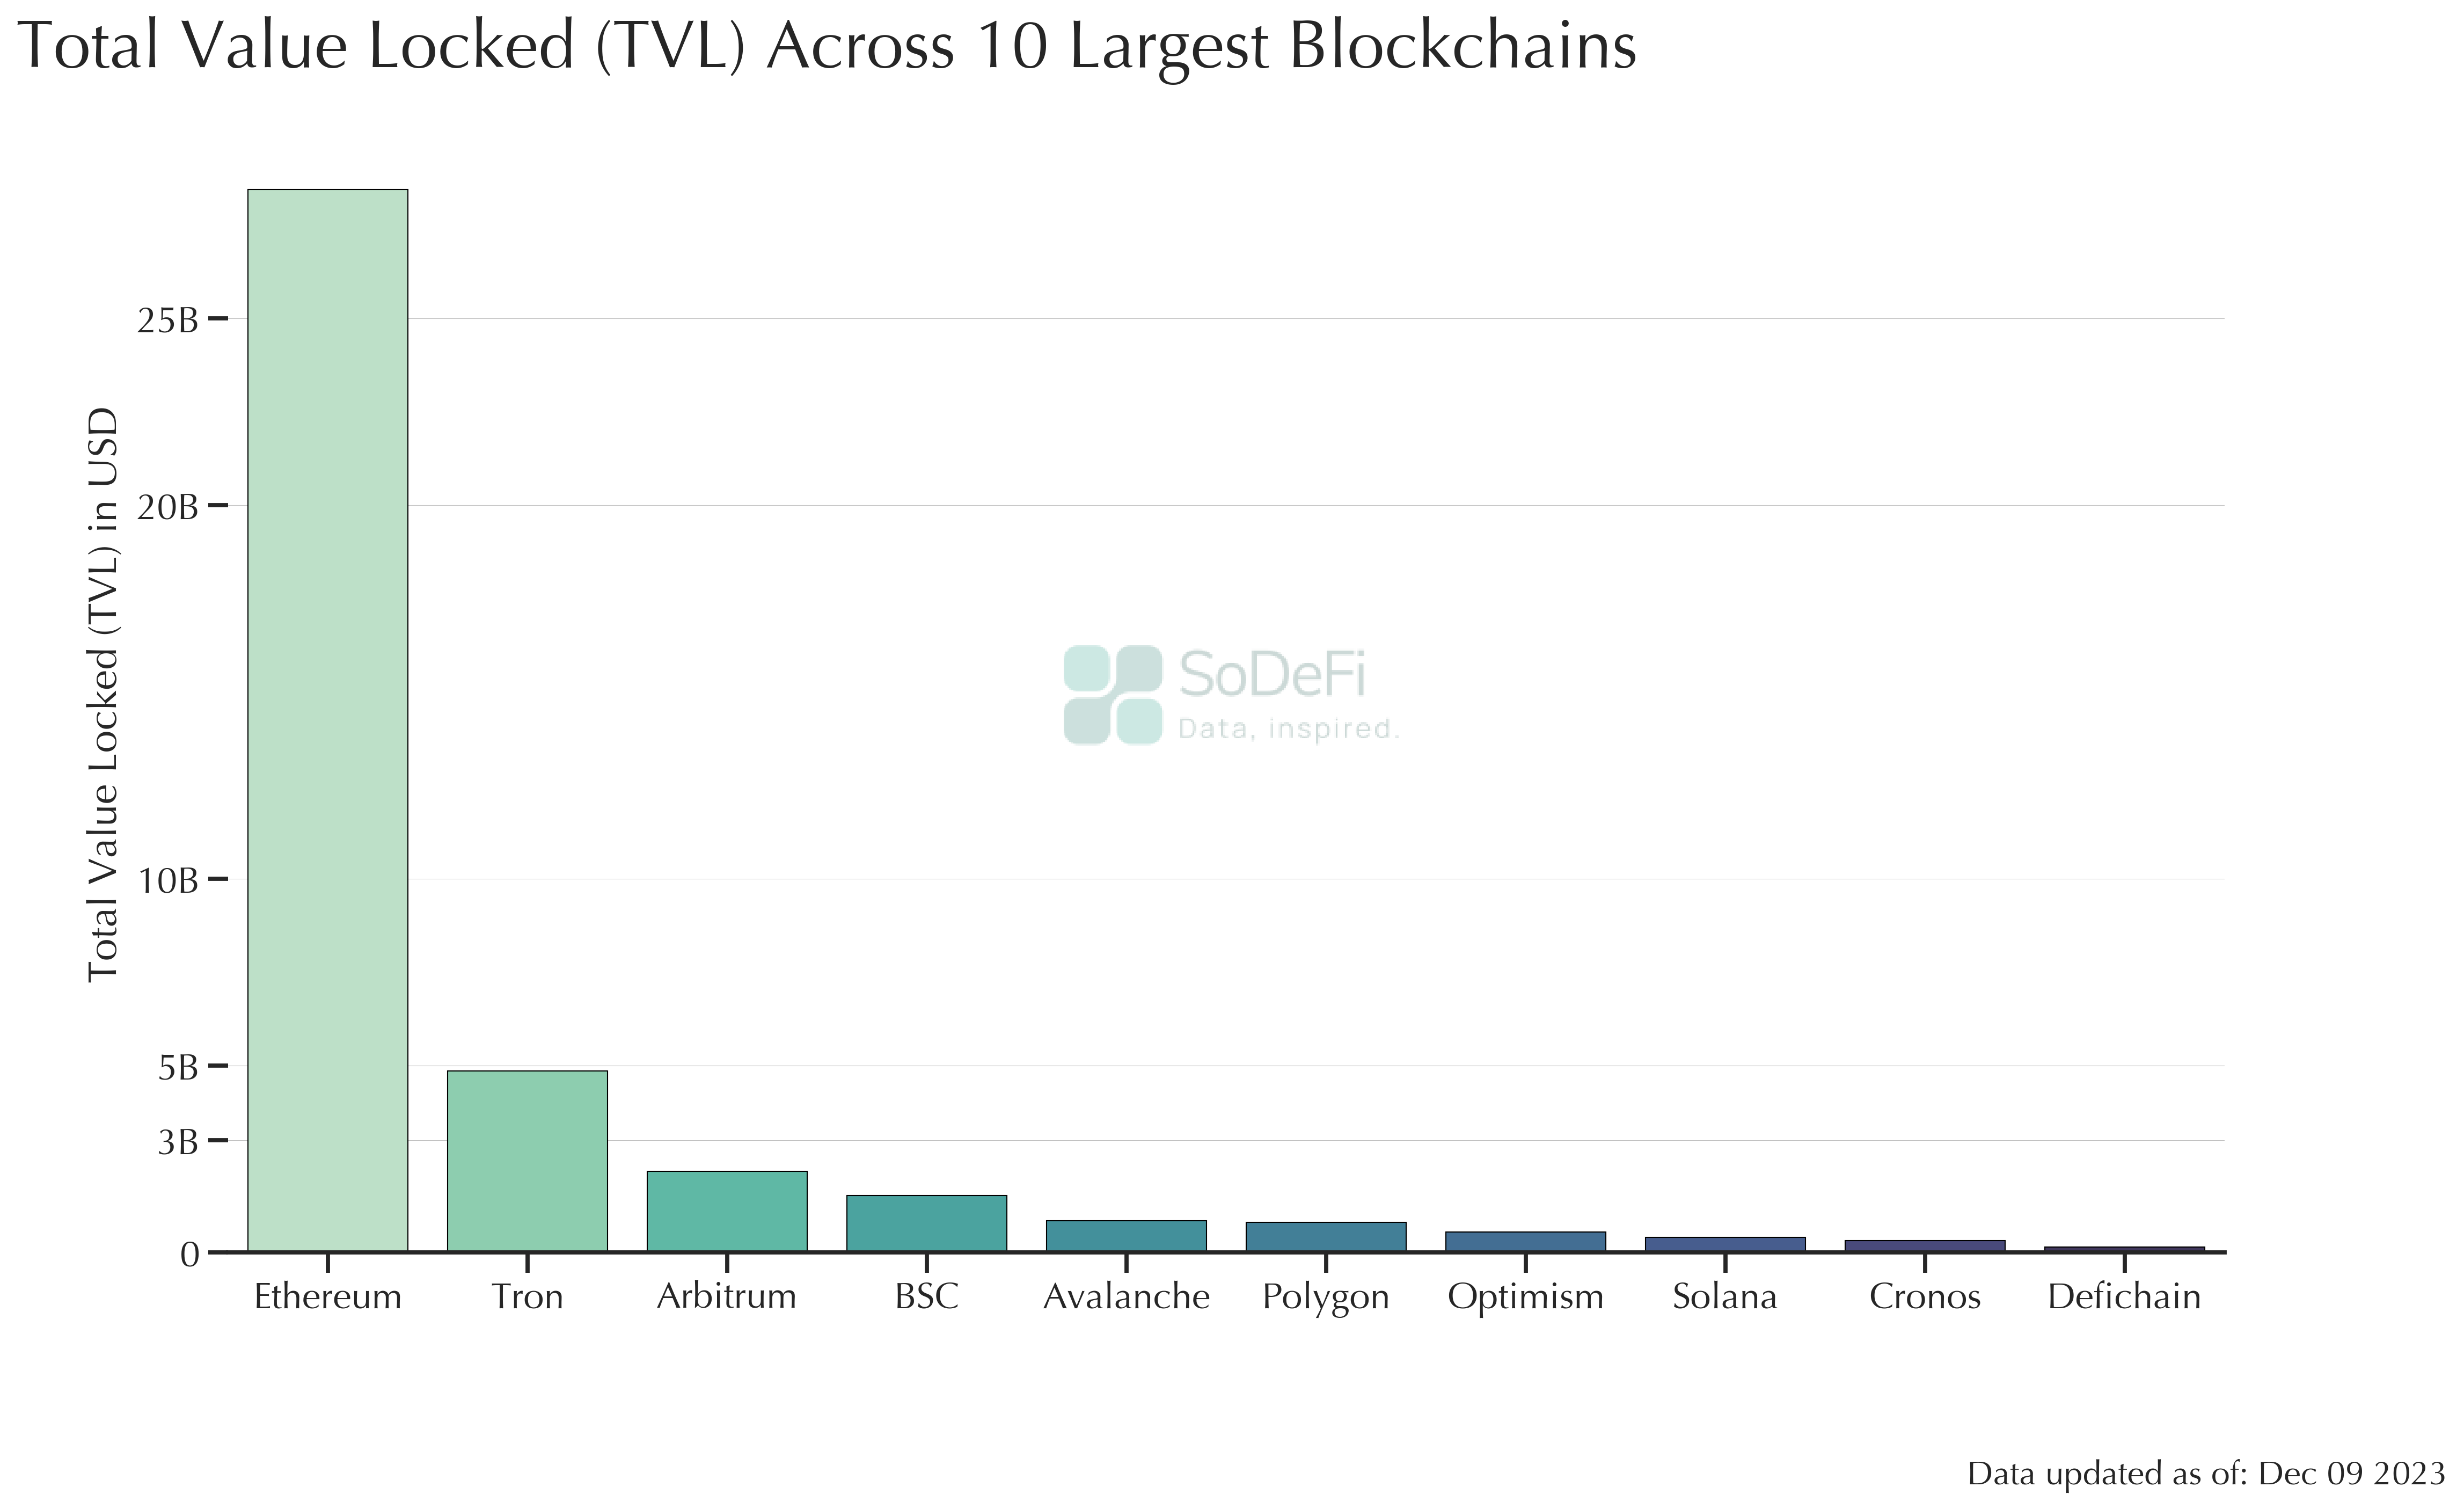 Total Value Locked (TVL) Across 10 Largest Blockchains
Total Value Locked (TVL) in USD
25B
20B
10B
5B
3B
0
SoDeFi
Data, inspired.
Ethereum Tron Arbitrum BSC Avalanche Polygon Optimism Solana Cronos Defichain
Data updated as of: Dec 09 2023